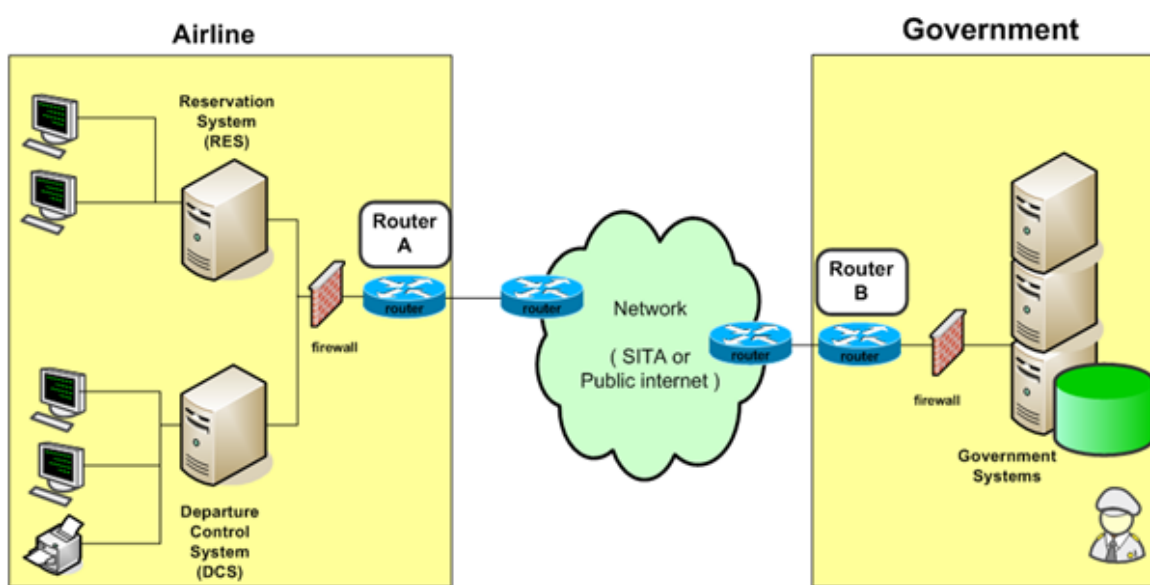 Airline
Government
Reservation
System
(RES)
Router
A
router
firewall
router
Network
( SITA or
Public internet )
router
Router
B
router
firewall
Government
Systems
Departure
Control
System
(DCS)